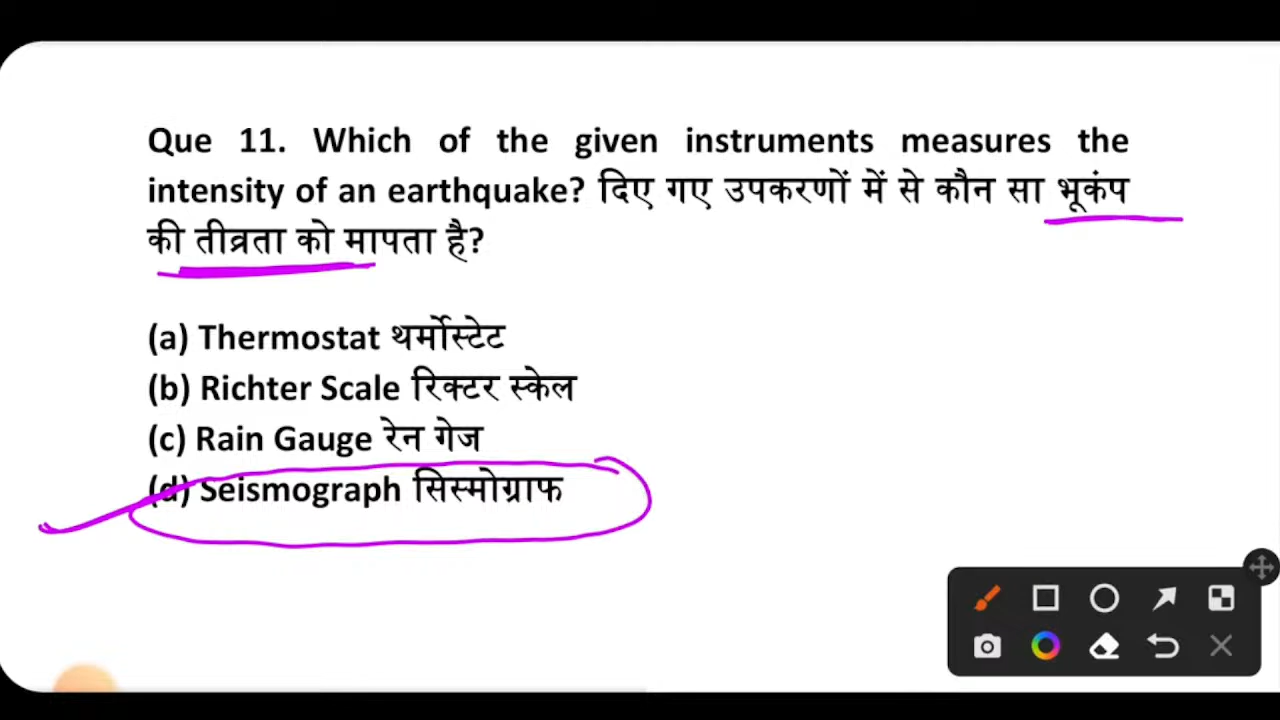 Que 11. Which of the given instruments measures the
intensity of an earthquake? दिए गए उपकरणों में से कौन सा भूकंप
की तीव्रता को मापता है?
(a) Thermostat थर्मोस्टेट
(b) Richter Scale रिक्टर स्केल
(c) Rain Gauge रेन गेज
(d) Seismograph सिस्मोग्राफ